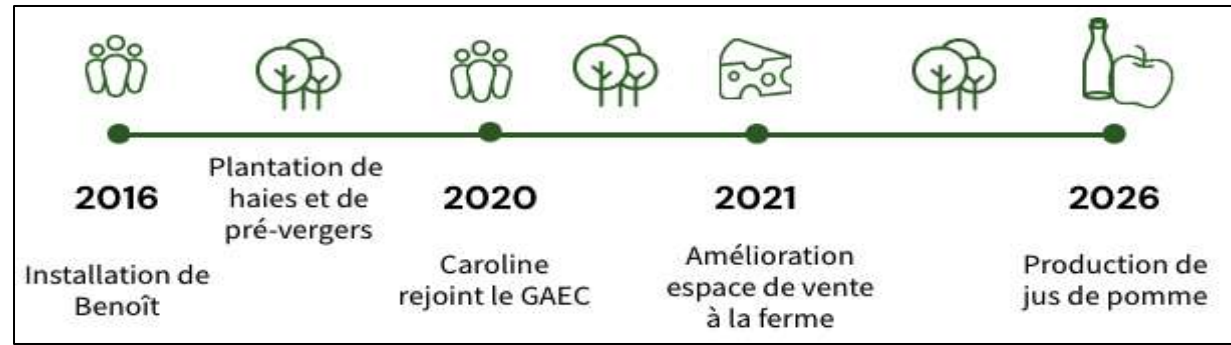 2016
Installation de
Benoît
Plantation de
haies et de
pré-vergers
2020
Caroline
rejoint le GAEC
2021
Amélioration
espace de vente
à la ferme
2026
Production de
jus de pomme